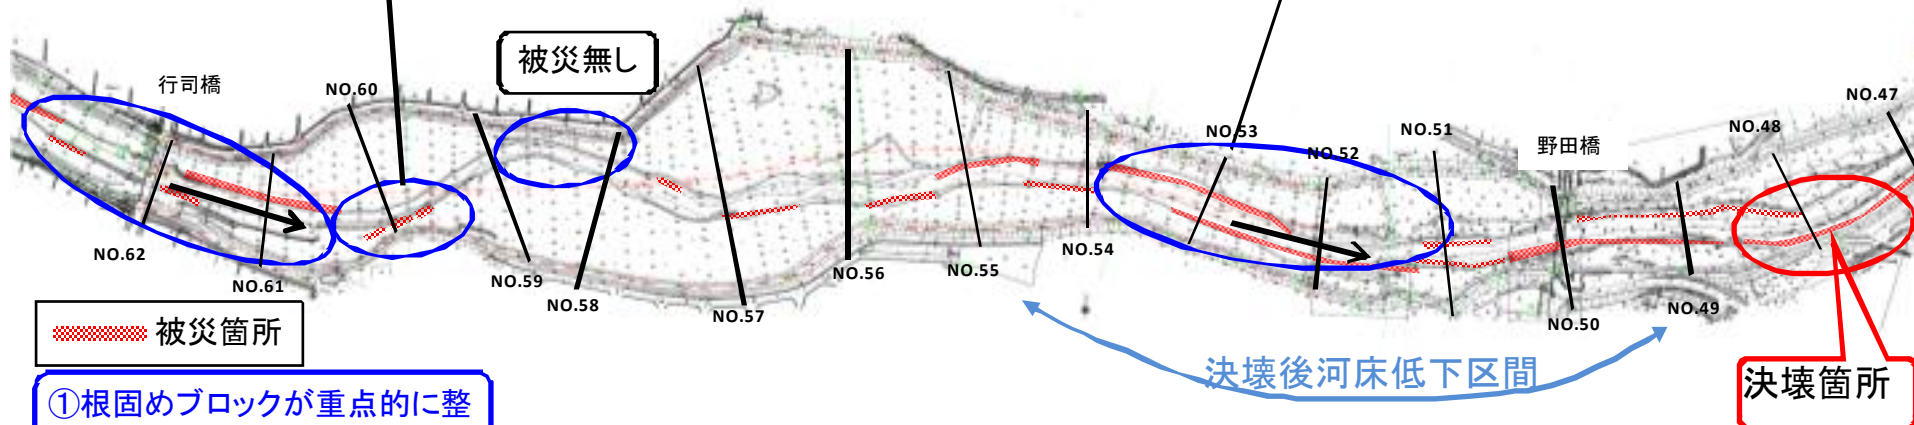 被災無し
行司橋
NO.60
NO.47
NO.48
NO.51
NO.53
野田橋
NO.52
NO.62
NO.61
NO.59
NO.58
NO.57
NO.56
NO.55
NO.54
NO.50
NO.49
被災箇所
決壊後河床低下区間
決壊箇所
①根固めブロックが重点的に整